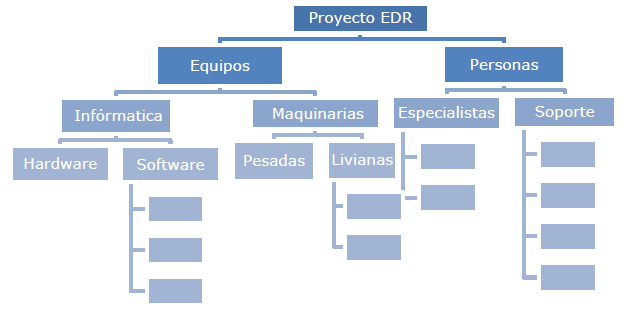 Proyecto EDR
Equipos
Personas
Infórmatica
Maquinarias
Especialistas
Soporte
Hardware
Software
Pesadas
Livianas